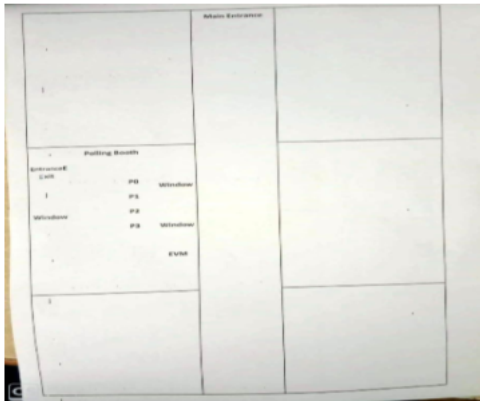 Main Entrance
Polling Booth
Entrance&
Exit
P0
Window
P1
P2
Window
P3
Window
EVM